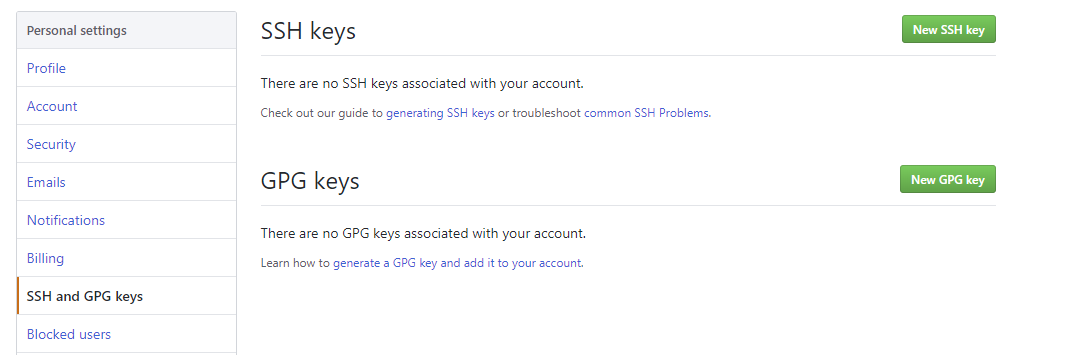 Personal settings
Profile
Account
Security
Emails
Notifications
Billing
SSH and GPG keys
Blocked users
SSH keys
New SSH key
There are no SSH keys associated with your account.
Check out our guide to generating SSH keys or troubleshoot common SSH Problems.
GPG keys
New GPG key
There are no GPG keys associated with your account.
Learn how to generate a GPG key and add it to your account.